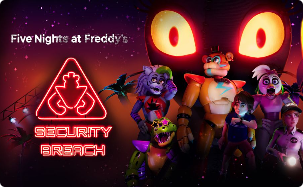 Five Nights at Freddy's
SECURITY
BREACH